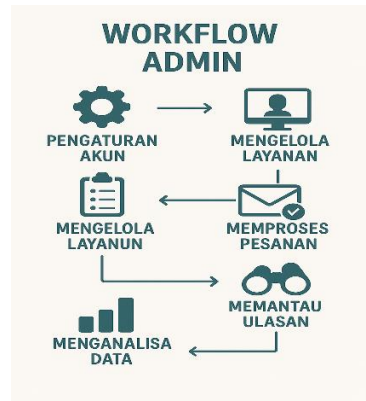 WORKFLOW
ADMIN
PENGATURAN
AKUN
MENGELOLA
LAYANAN
MENGELOLA
LAYANUN
MEMPROSES
PESANAN
MEMANTAU
ULASAN
MENGANALISA
DATA